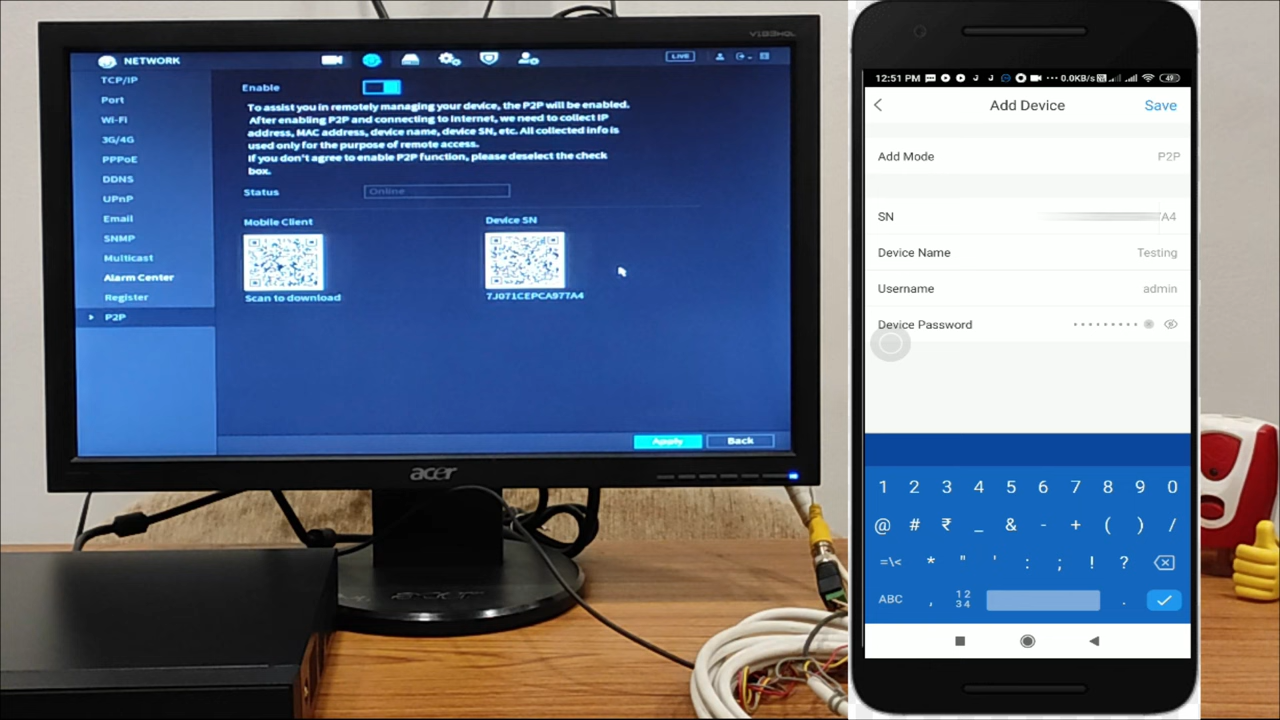 V193HQL
NETWORK
LIVE
TCP/IP
Port
Wi-Fi
3G/4G
PPPoE
DDNS
UPnP
Email
SNMP
Multicast
Alarm Center
Register
P2P
Enable
To assist you in remotely managing your device, the P2P will be enabled.
After enabling P2P and connecting to Internet, we need to collect IP
address, MAC address, device name, device SN, etc. All collected info is
used only for the purpose of remote access.
If you don't agree to enable P2P function, please deselect the check
box.
Status
Online
Mobile Client
Device SN
Scan to download
7J071CEPCA977A4
Apply
Back
acer
12:51 PM
0.0KB/s
49
Add Device
Save
Add Mode
P2P
SN
A4
Device Name
Testing
Username
admin
Device Password
1 2 3 4 5 6 7 8 9 0
@ # ₹ _ & - + ( ) /
=\< * " ' : ; ! ?
ABC , 12 .
34